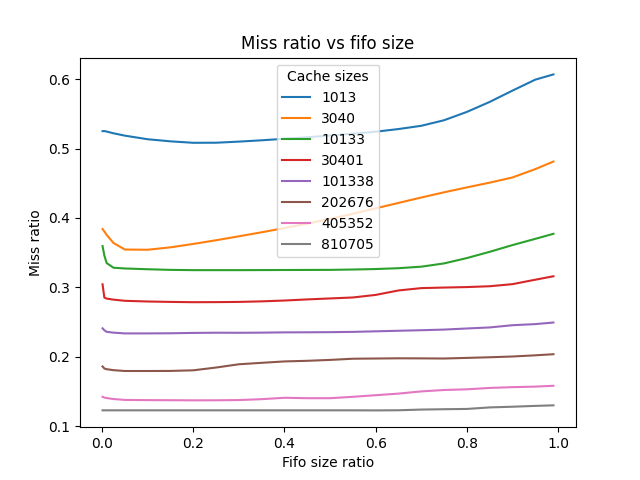 Miss ratio vs fifo size
Cache sizes
1013
3040
10133
30401
101338
202676
405352
810705
Miss ratio
0.6
0.5
0.4
0.3
0.2
0.1
0.0 0.2 0.4 0.6 0.8 1.0
Fifo size ratio